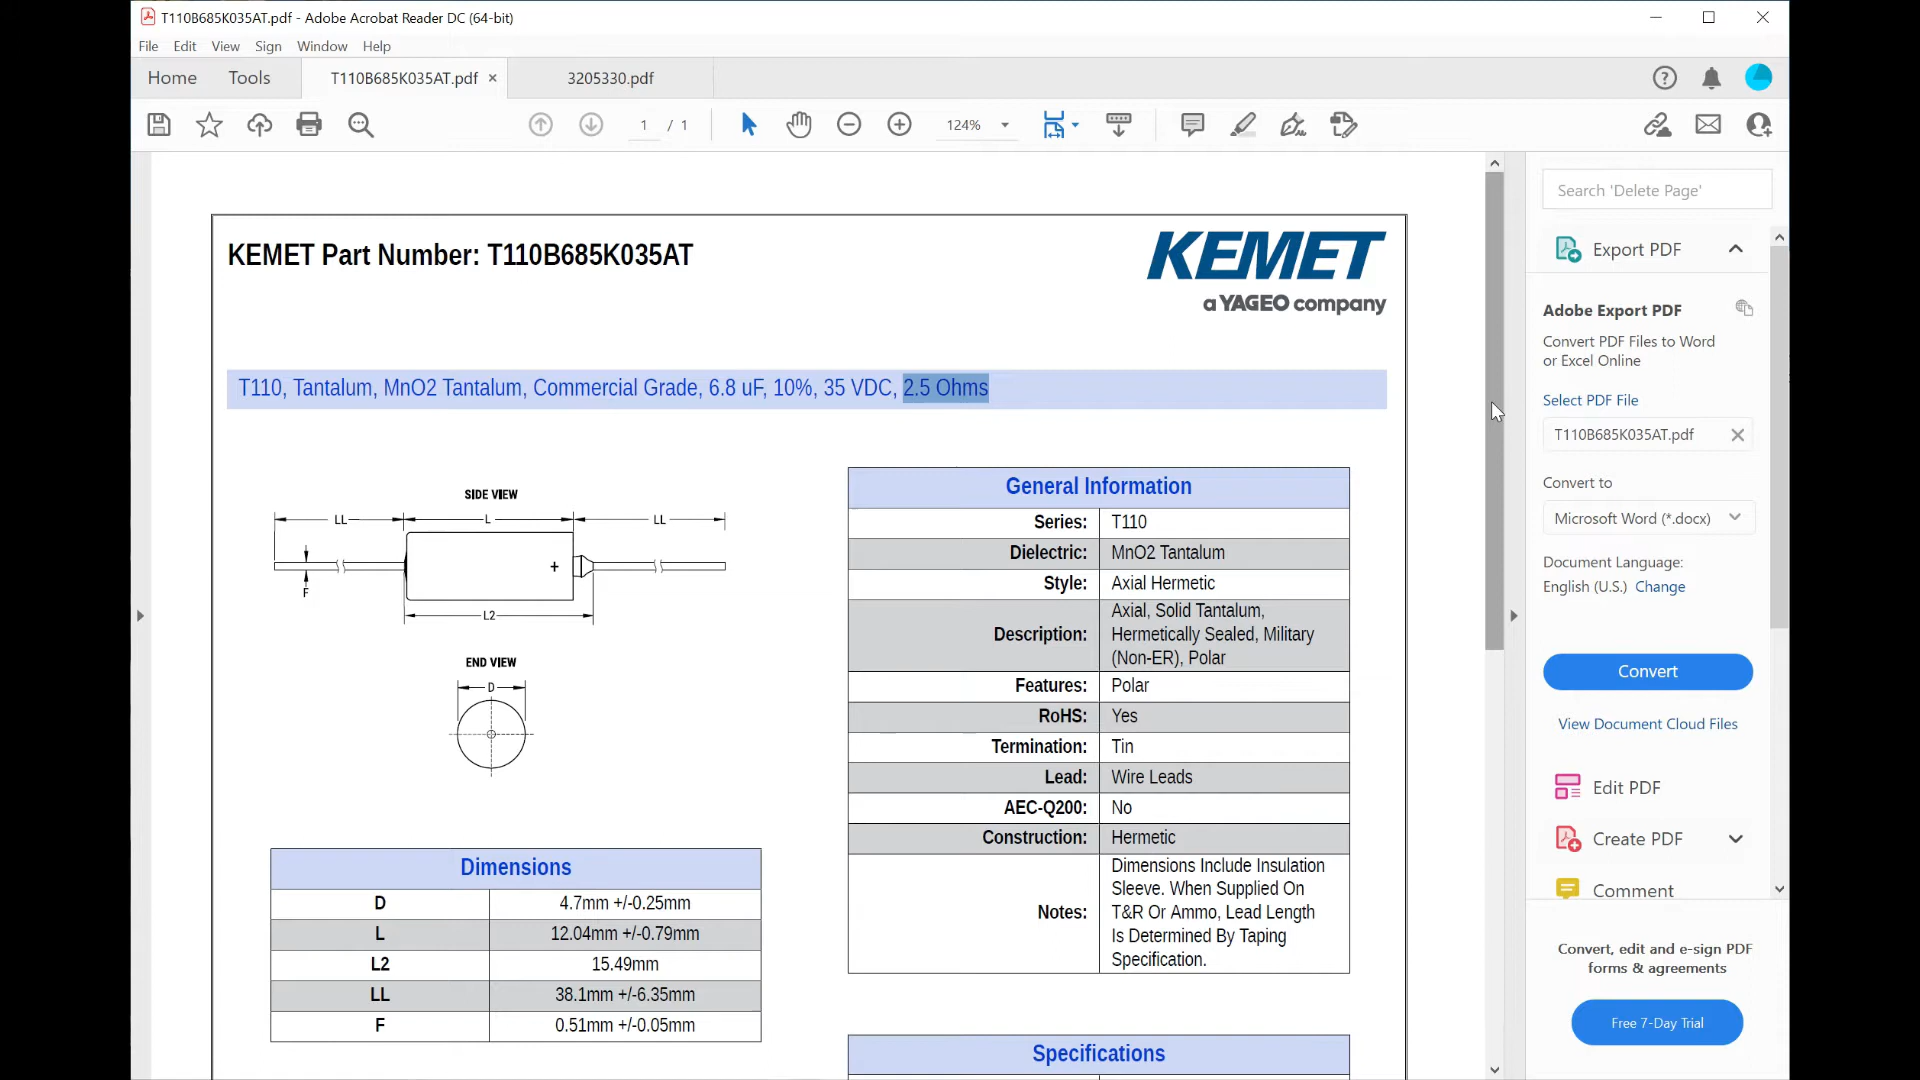 T110B685K035AT.pdf - Adobe Acrobat Reader DC (64-bit)
File Edit View Sign Window Help
Home Tools T110B685K035AT.pdf × 3205330.pdf
1 / 1 124%
KEMET Part Number: T110B685K035AT
KEMET
a YAGEO company
T110, Tantalum, MnO2 Tantalum, Commercial Grade, 6.8 uF, 10%, 35 VDC, 2.5 Ohms
SIDE VIEW
LL L LL
+
F
L2
END VIEW
D
Dimensions
D 4.7mm +/-0.25mm
L 12.04mm +/-0.79mm
L2 15.49mm
LL 38.1mm +/-6.35mm
F 0.51mm +/-0.05mm
General Information
Series: T110
Dielectric: MnO2 Tantalum
Style: Axial Hermetic
Description: Axial, Solid Tantalum,
Hermetically Sealed, Military
(Non-ER), Polar
Features: Polar
RoHS: Yes
Termination: Tin
Lead: Wire Leads
AEC-Q200: No
Construction: Hermetic
Notes: Dimensions Include Insulation
Sleeve. When Supplied On
T&R Or Ammo, Lead Length
Is Determined By Taping
Specification.
Specifications
Search 'Delete Page'
Export PDF
Adobe Export PDF
Convert PDF Files to Word
or Excel Online
Select PDF File
T110B685K035AT.pdf
Convert to
Microsoft Word (*.docx)
Document Language:
English (U.S.) Change
Convert
View Document Cloud Files
Edit PDF
Create PDF
Comment
Convert, edit and e-sign PDF
forms & agreements
Free 7-Day Trial